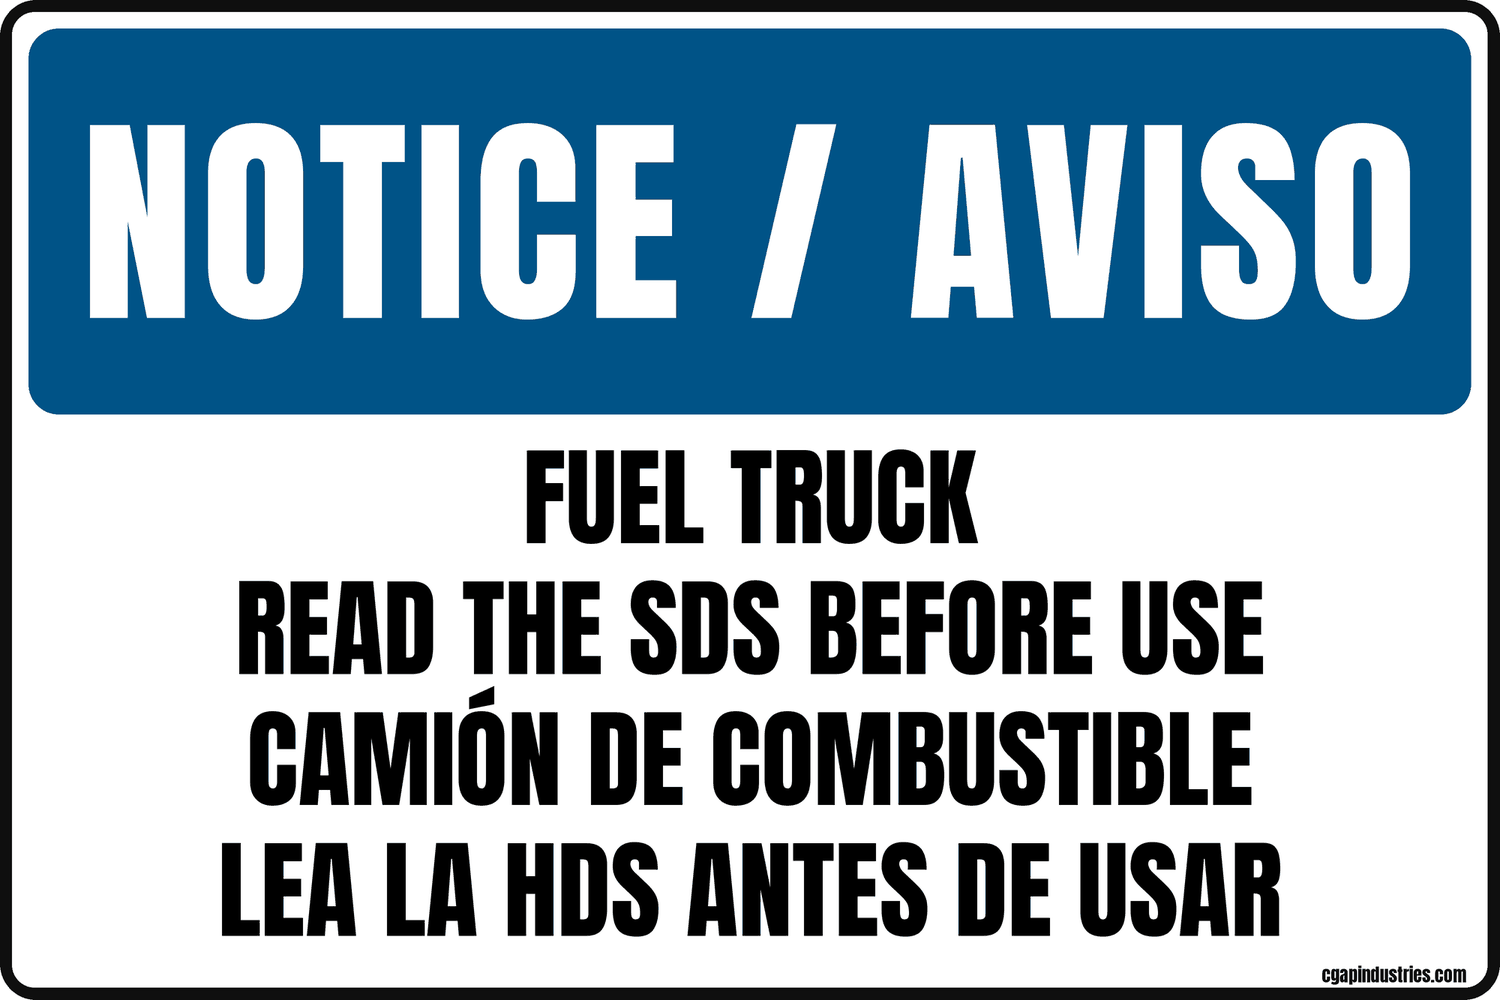 NOTICE / AVISO
FUEL TRUCK
READ THE SDS BEFORE USE
CAMIÓN DE COMBUSTIBLE
LEA LA HDS ANTES DE USAR
cgapindustries.com